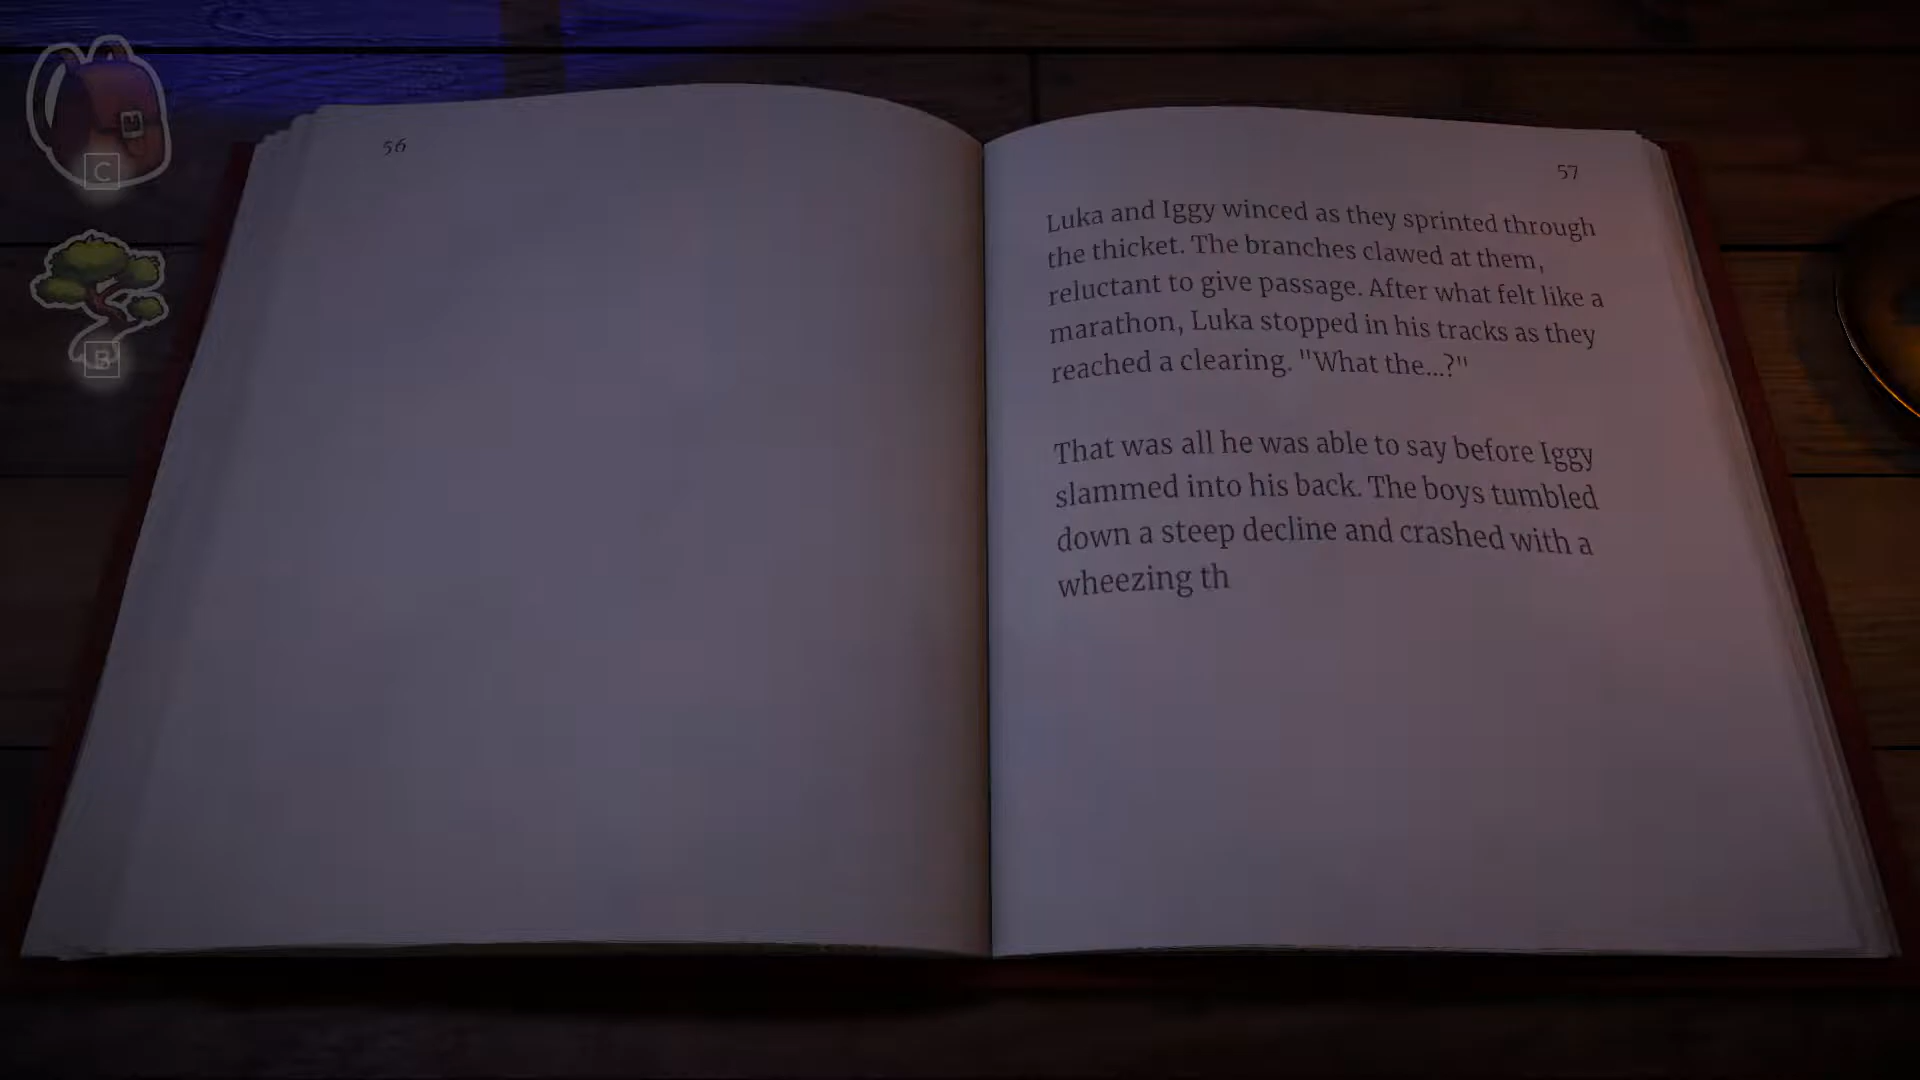 C
B
56
57
Luka and Iggy winced as they sprinted through
the thicket. The branches clawed at them,
reluctant to give passage. After what felt like a
marathon, Luka stopped in his tracks as they
reached a clearing. "What the...?"
That was all he was able to say before Iggy
slammed into his back. The boys tumbled
down a steep decline and crashed with a
wheezing th